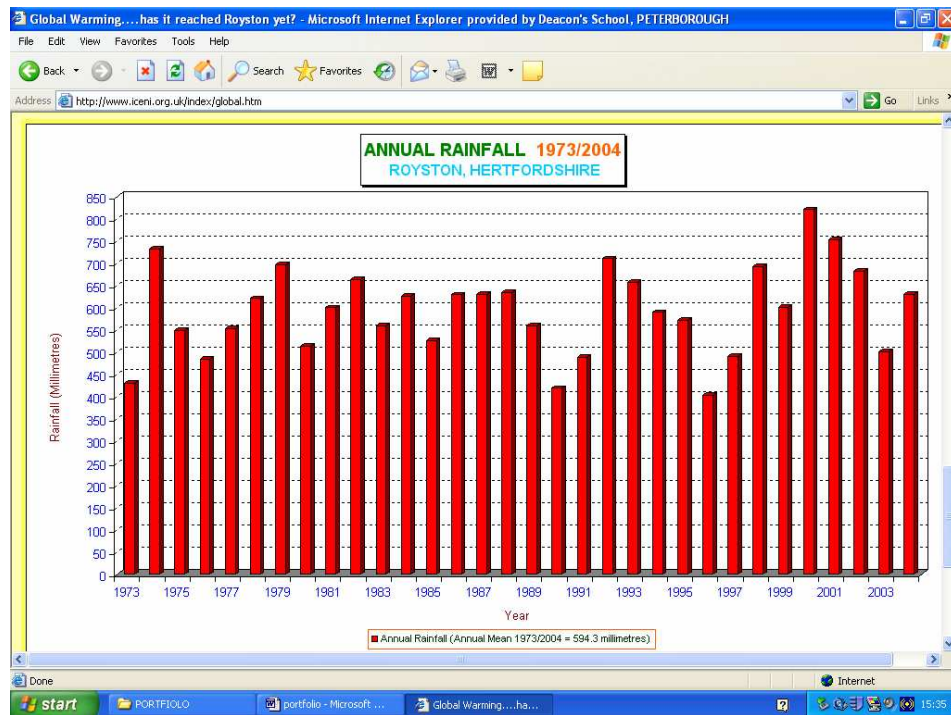 Global Warming....has it reached Royston yet? - Microsoft Internet Explorer provided by Deacon's School, PETERBOROUGH
File Edit View Favorites Tools Help
Back Search Favorites
Address http://www.iceni.org.uk/index/global.htm Go Links
ANNUAL RAINFALL 1973/2004
ROYSTON, HERTFORDSHIRE
850
800
750
700
650
600
550
500
450
400
350
300
250
200
150
100
50
0
Rainfall (Millimetres)
1973 1975 1977 1979 1981 1983 1985 1987 1989 1991 1993 1995 1997 1999 2001 2003
Year
Annual Rainfall (Annual Mean 1973/2004 = 594.3 millimetres)
Done Internet
start PORTFIOLO portfolio - Microsoft ... Global Warming....ha... 15:35